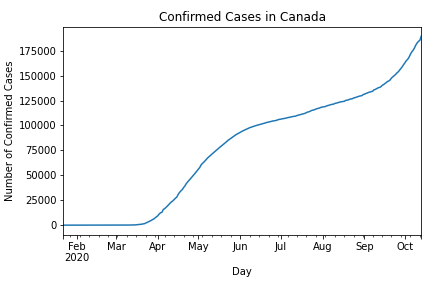 Confirmed Cases in Canada
Number of Confirmed Cases
175000
150000
125000
100000
75000
50000
25000
0
Feb Mar Apr May Jun Jul Aug Sep Oct
2020
Day